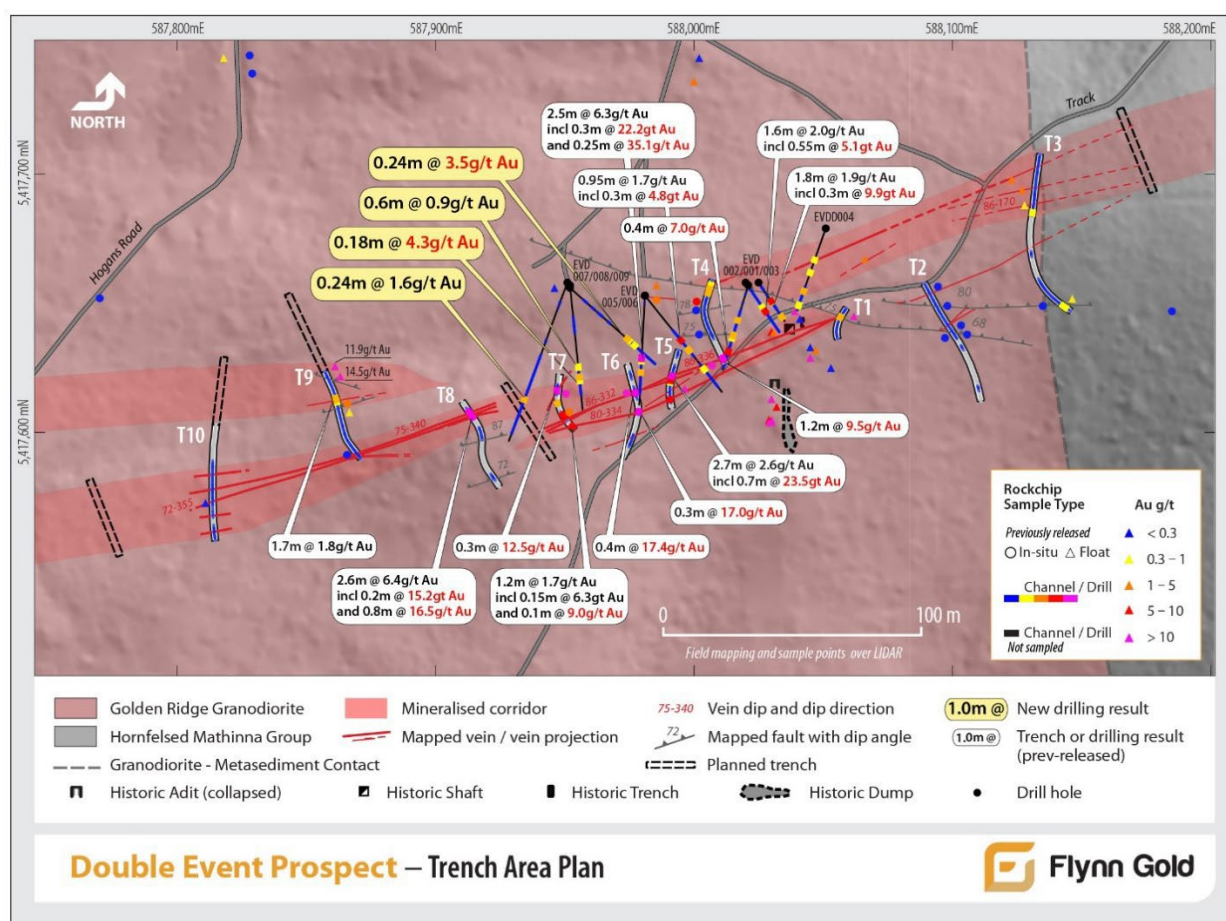 587,800mE
587,900mE
588,000mE
588,100mE
588,200mE
5,417,700 mN
5,417,600 mN
NORTH
Hogans Road
Track
2.5m @ 6.3g/t Au
incl 0.3m @ 22.2gt Au
and 0.25m @ 35.1g/t Au
1.6m @ 2.0g/t Au
incl 0.55m @ 5.1gt Au
0.24m @ 3.5g/t Au
0.95m @ 1.7g/t Au
incl 0.3m @ 4.8gt Au
1.8m @ 1.9g/t Au
incl 0.3m @ 9.9gt Au
0.6m @ 0.9g/t Au
0.4m @ 7.0g/t Au
0.18m @ 4.3g/t Au
0.24m @ 1.6g/t Au
EVDD004
EVD
007/008/009
EVD
005/006
EVD
002/001/003
T3
T4
T2
T1
T5
T6
T7
T8
T9
T10
86-170
80
68
75
78
75
86-336
86-332
80-334
75-340
72-355
87
72
11.9g/t Au
14.5g/t Au
1.2m @ 9.5g/t Au
2.7m @ 2.6g/t Au
incl 0.7m @ 23.5gt Au
0.3m @ 17.0g/t Au
1.7m @ 1.8g/t Au
0.3m @ 12.5g/t Au
0.4m @ 17.4g/t Au
2.6m @ 6.4g/t Au
incl 0.2m @ 15.2gt Au
and 0.8m @ 16.5g/t Au
1.2m @ 1.7g/t Au
incl 0.15m @ 6.3gt Au
and 0.1m @ 9.0g/t Au
0
100 m
Field mapping and sample points over LIDAR
Rockchip
Sample Type
Au g/t
Previously released
In-situ
Float
Channel / Drill
Channel / Drill
Not sampled
< 0.3
0.3 – 1
1 – 5
5 – 10
> 10
Golden Ridge Granodiorite
Mineralised corridor
75-340
Vein dip and dip direction
1.0m @
New drilling result
Hornfelsed Mathinna Group
Mapped vein / vein projection
72
Mapped fault with dip angle
1.0m @
Trench or drilling result
(prev-released)
Granodiorite - Metasediment Contact
Planned trench
Historic Adit (collapsed)
Historic Shaft
Historic Trench
Historic Dump
Drill hole
Double Event Prospect – Trench Area Plan
Flynn Gold